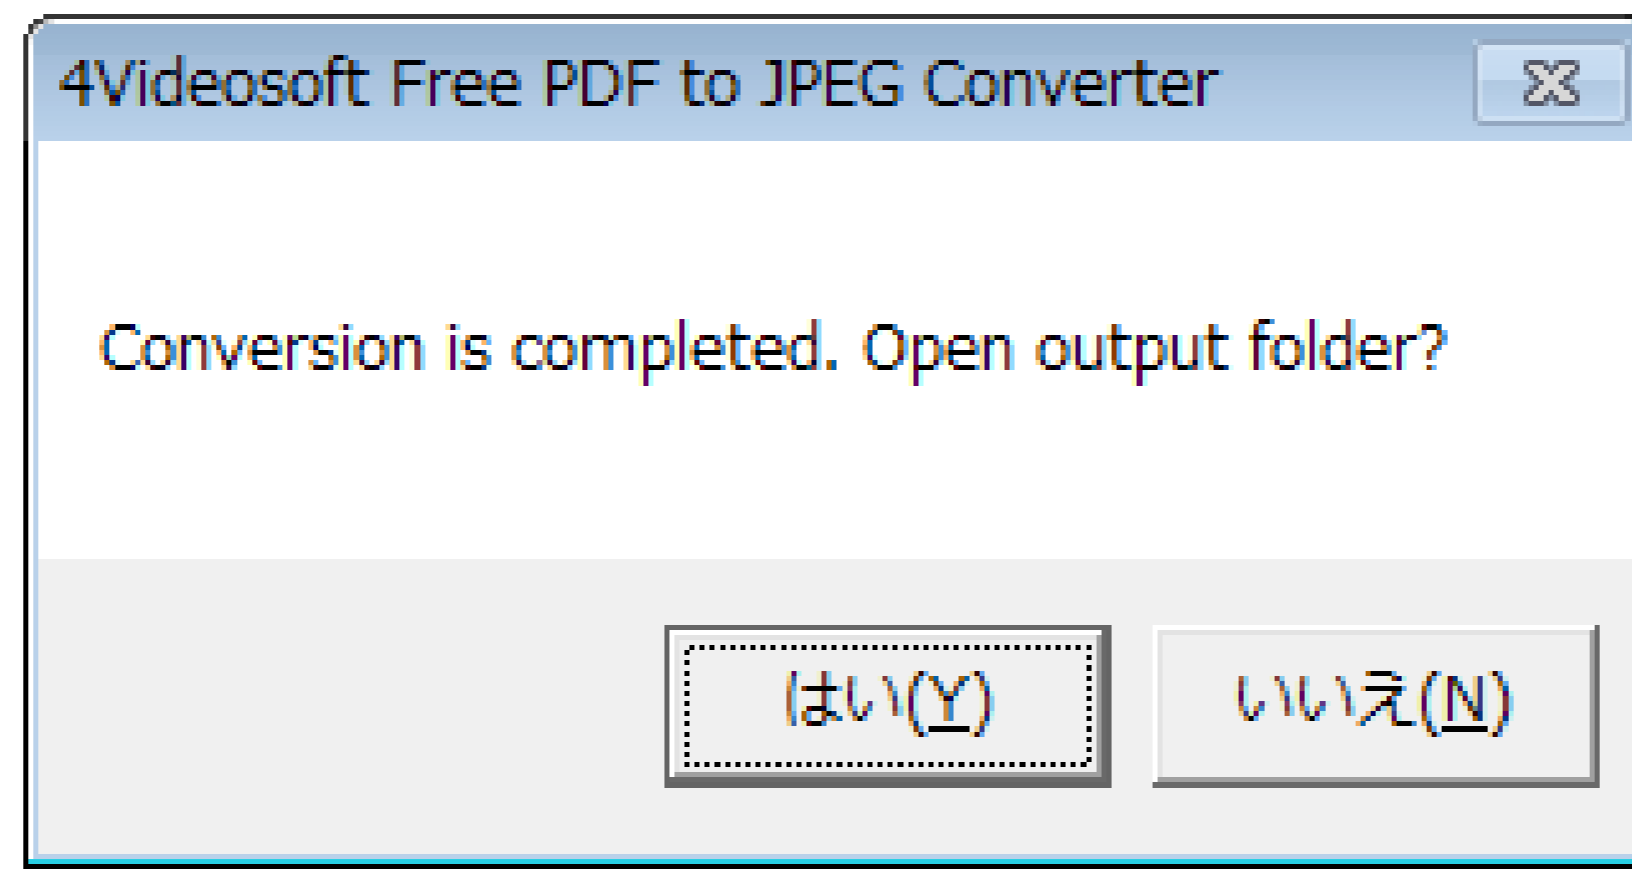 4Videosoft Free PDF to JPEG Converter
Conversion is completed. Open output folder?
はい(Y)
いいえ(N)